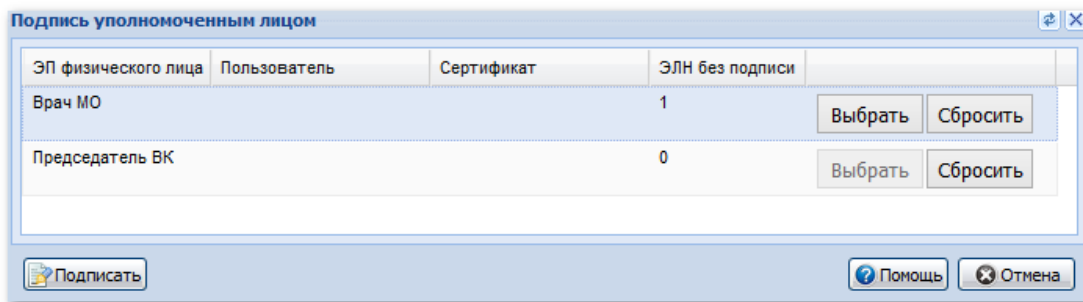 Подпись уполномоченным лицом
ЭП физического лица Пользователь Сертификат ЭЛН без подписи
Врач МО 1 Выбрать Сбросить
Председатель ВК 0 Выбрать Сбросить
Подписать Помощь Отмена